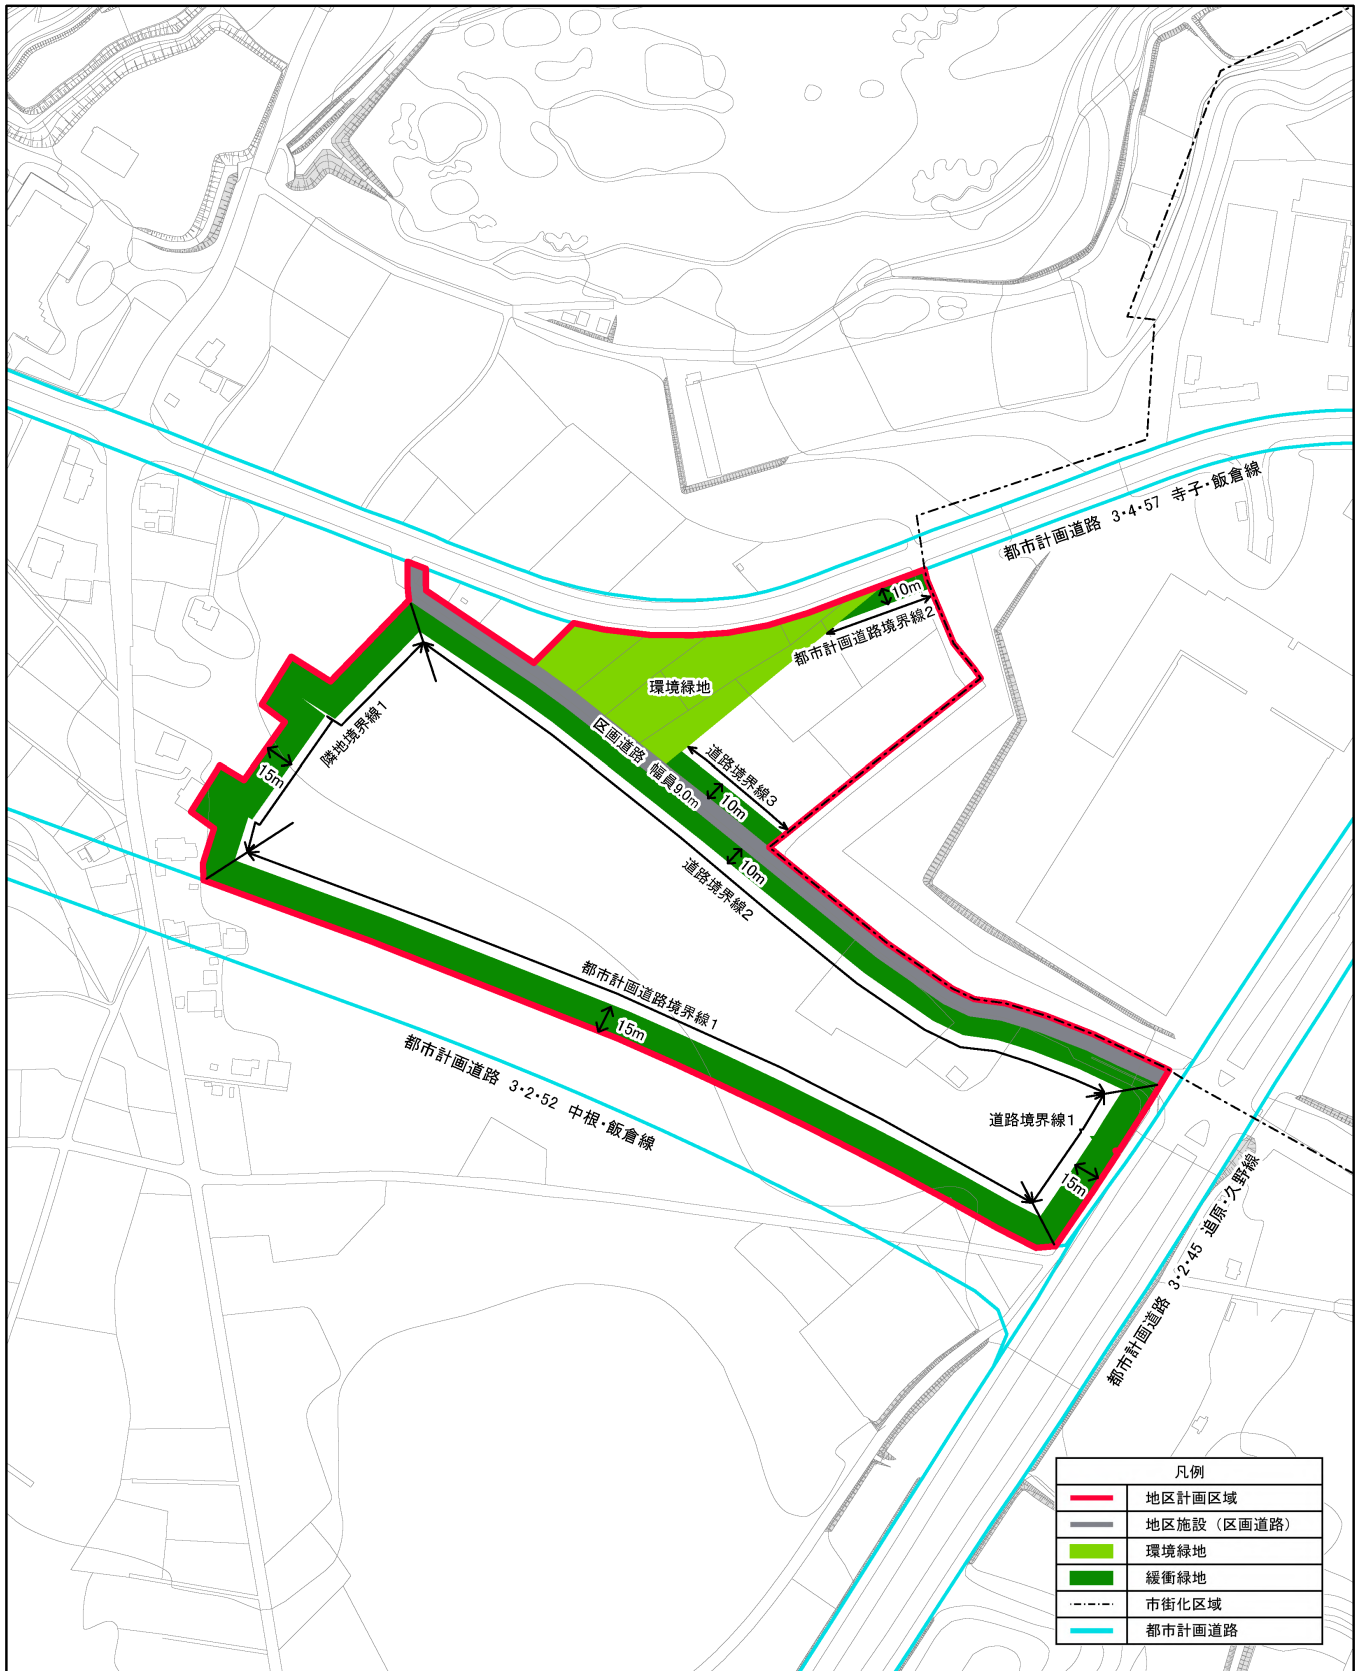 都市計画道路 3・4・57 寺子・飯倉線
10m
都市計画道路境界線2
環境緑地
隣地境界線1
15m
区画道路 幅員9.0m
道路境界線3
10m
10m
道路境界線2
都市計画道路境界線1
15m
都市計画道路 3・2・52 中根・飯倉線
道路境界線1
15m
都市計画道路 3・2・45 追原・久野線
凡例
地区計画区域
地区施設（区画道路）
環境緑地
緩衝緑地
市街化区域
都市計画道路